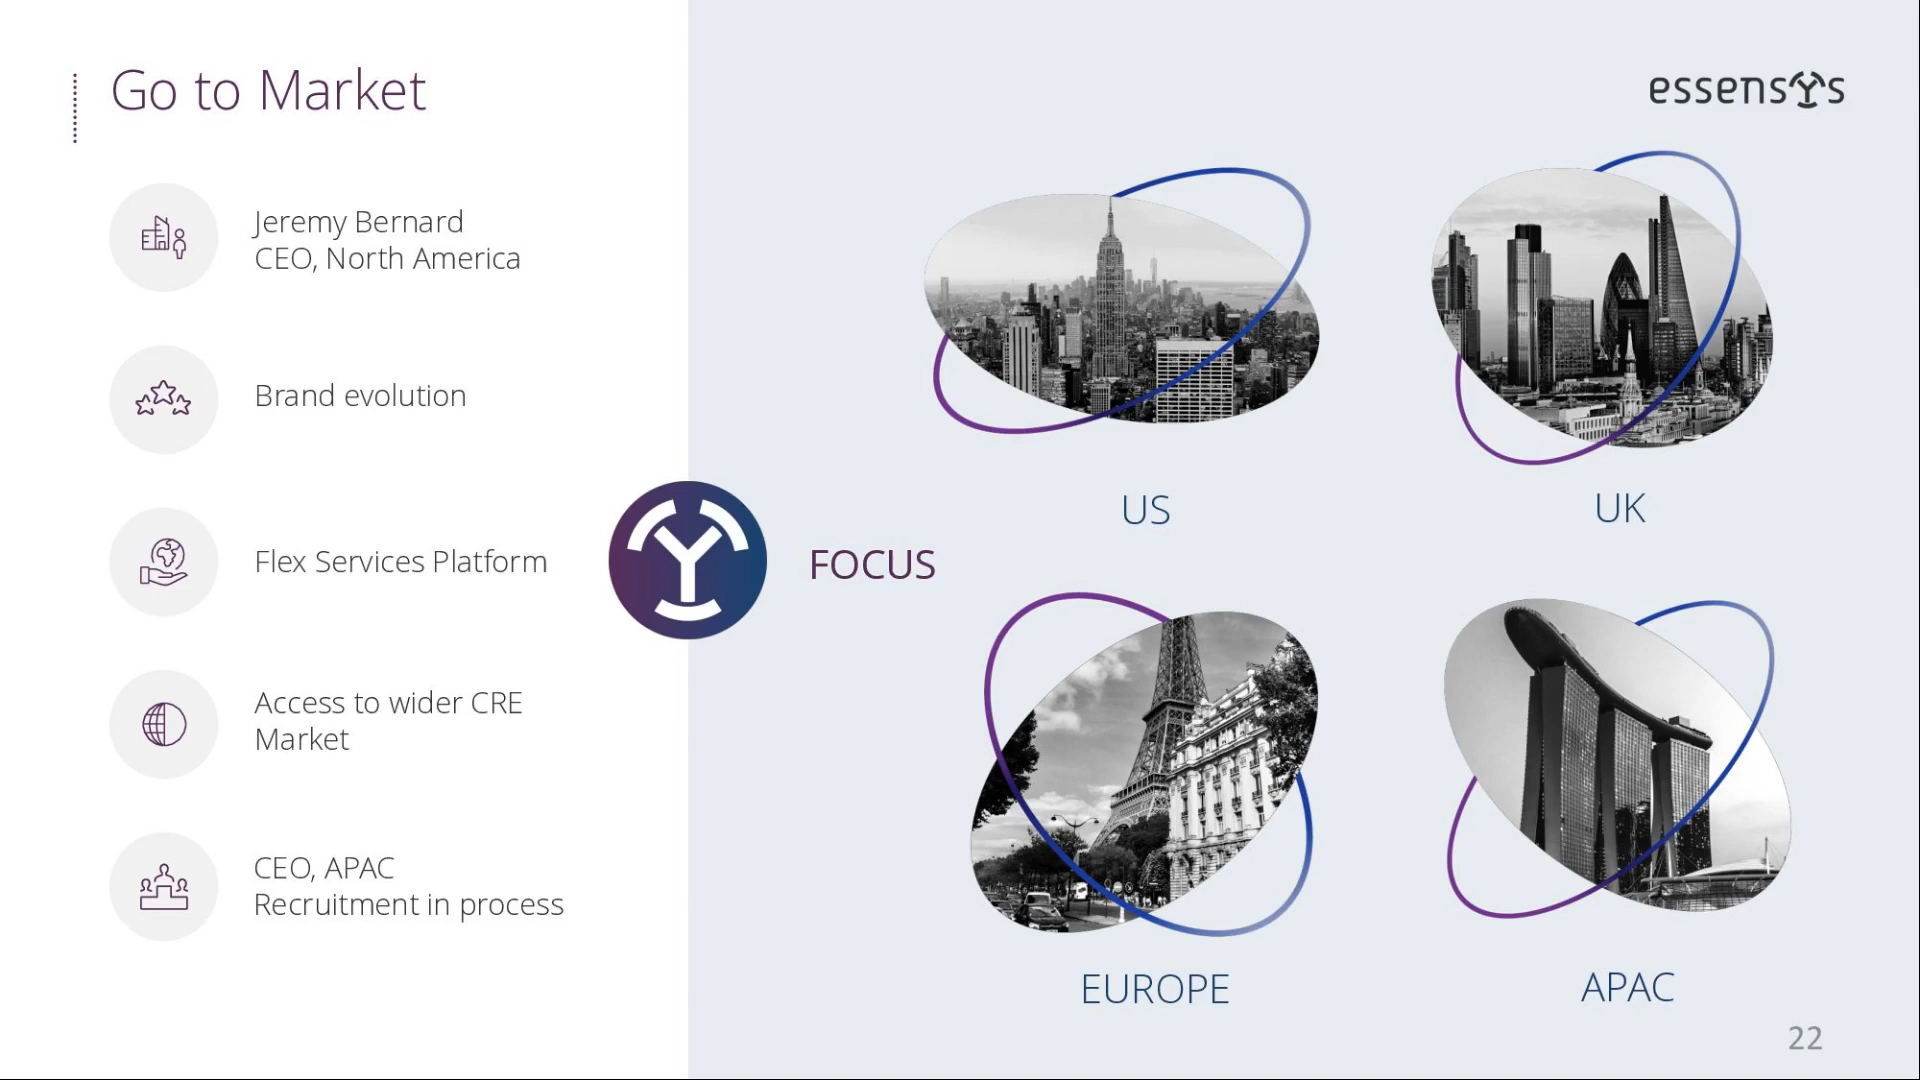 Go to Market
essensys
Jeremy Bernard
CEO, North America
Brand evolution
Flex Services Platform
Access to wider CRE
Market
CEO, APAC
Recruitment in process
FOCUS
US
UK
EUROPE
APAC
22